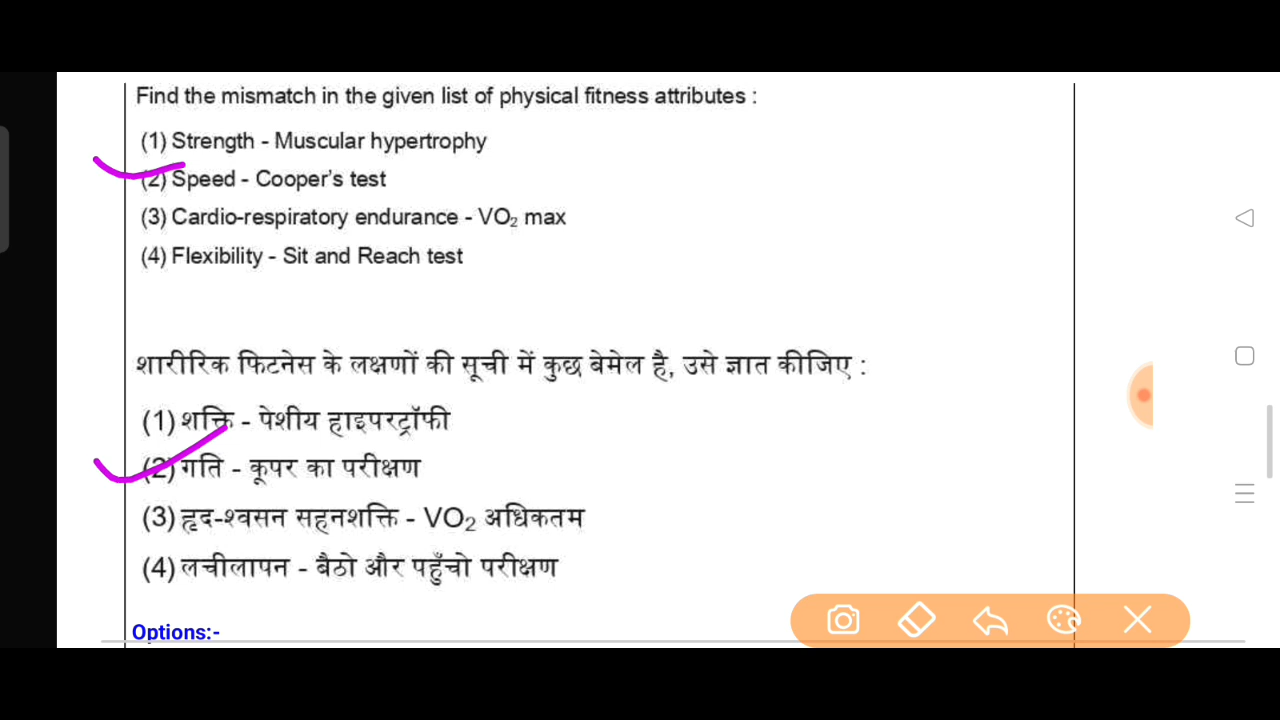 Find the mismatch in the given list of physical fitness attributes :
(1) Strength - Muscular hypertrophy
(2) Speed - Cooper's test
(3) Cardio-respiratory endurance - VO₂ max
(4) Flexibility - Sit and Reach test
शारीरिक फिटनेस के लक्षणों की सूची में कुछ बेमेल है, उसे ज्ञात कीजिए :
(1) शक्ति - पेशीय हाइपरट्रॉफी
(2) गति - कूपर का परीक्षण
(3) हृद-श्वसन सहनशक्ति - VO₂ अधिकतम
(4) लचीलापन - बैठो और पहुँचो परीक्षण
Options:-